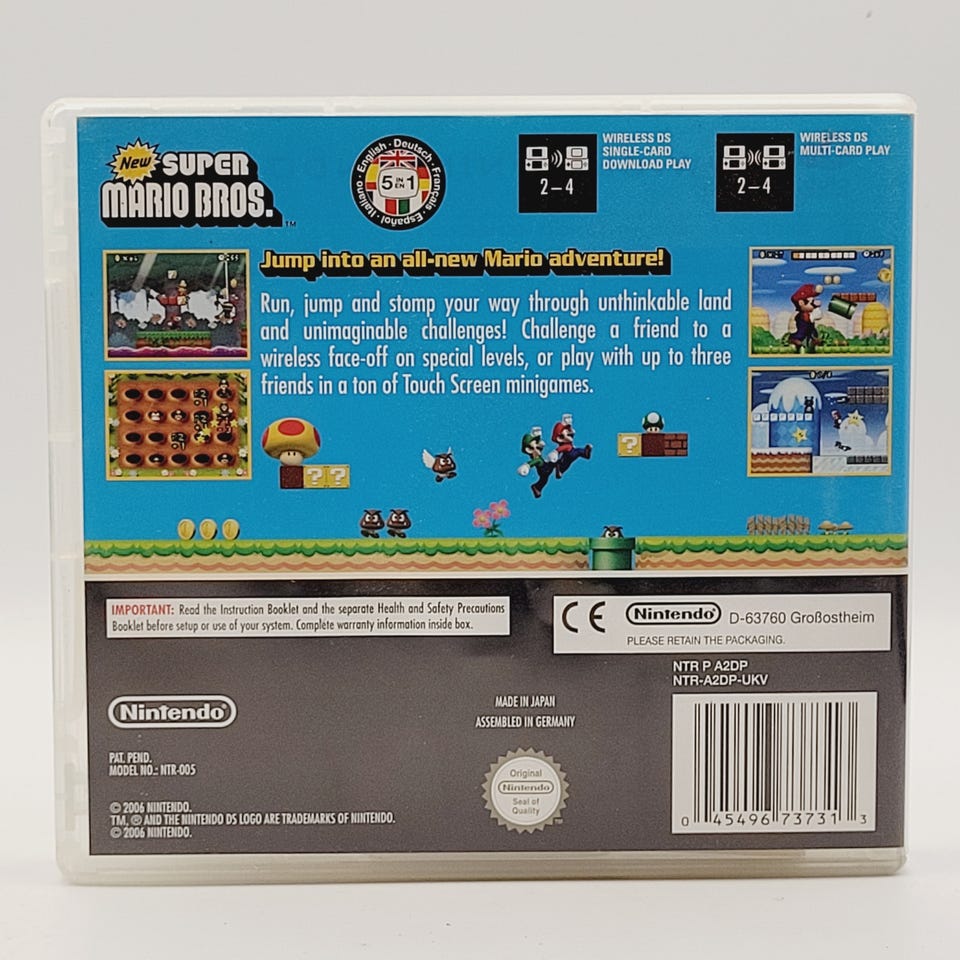 New SUPER
MARIO BROS.™
English · Deutsch · Français · Español · Italiano
5 IN EN 1
2-4
WIRELESS DS
SINGLE-CARD
DOWNLOAD PLAY
2-4
WIRELESS DS
MULTI-CARD PLAY
Jump into an all-new Mario adventure!
Run, jump and stomp your way through unthinkable land
and unimaginable challenges! Challenge a friend to a
wireless face-off on special levels, or play with up to three
friends in a ton of Touch Screen minigames.
? ?
?
IMPORTANT: Read the Instruction Booklet and the separate Health and Safety Precautions
Booklet before setup or use of your system. Complete warranty information inside box.
CE Nintendo® D-63760 Großostheim
PLEASE RETAIN THE PACKAGING.
NTR P A2DP
NTR-A2DP-UKV
Nintendo®
MADE IN JAPAN
ASSEMBLED IN GERMANY
PAT. PEND.
MODEL NO.: NTR-005
Original
Nintendo
Seal of
Quality
© 2006 NINTENDO.
TM, ® AND THE NINTENDO DS LOGO ARE TRADEMARKS OF NINTENDO.
© 2006 NINTENDO.
0 45496 73731 3